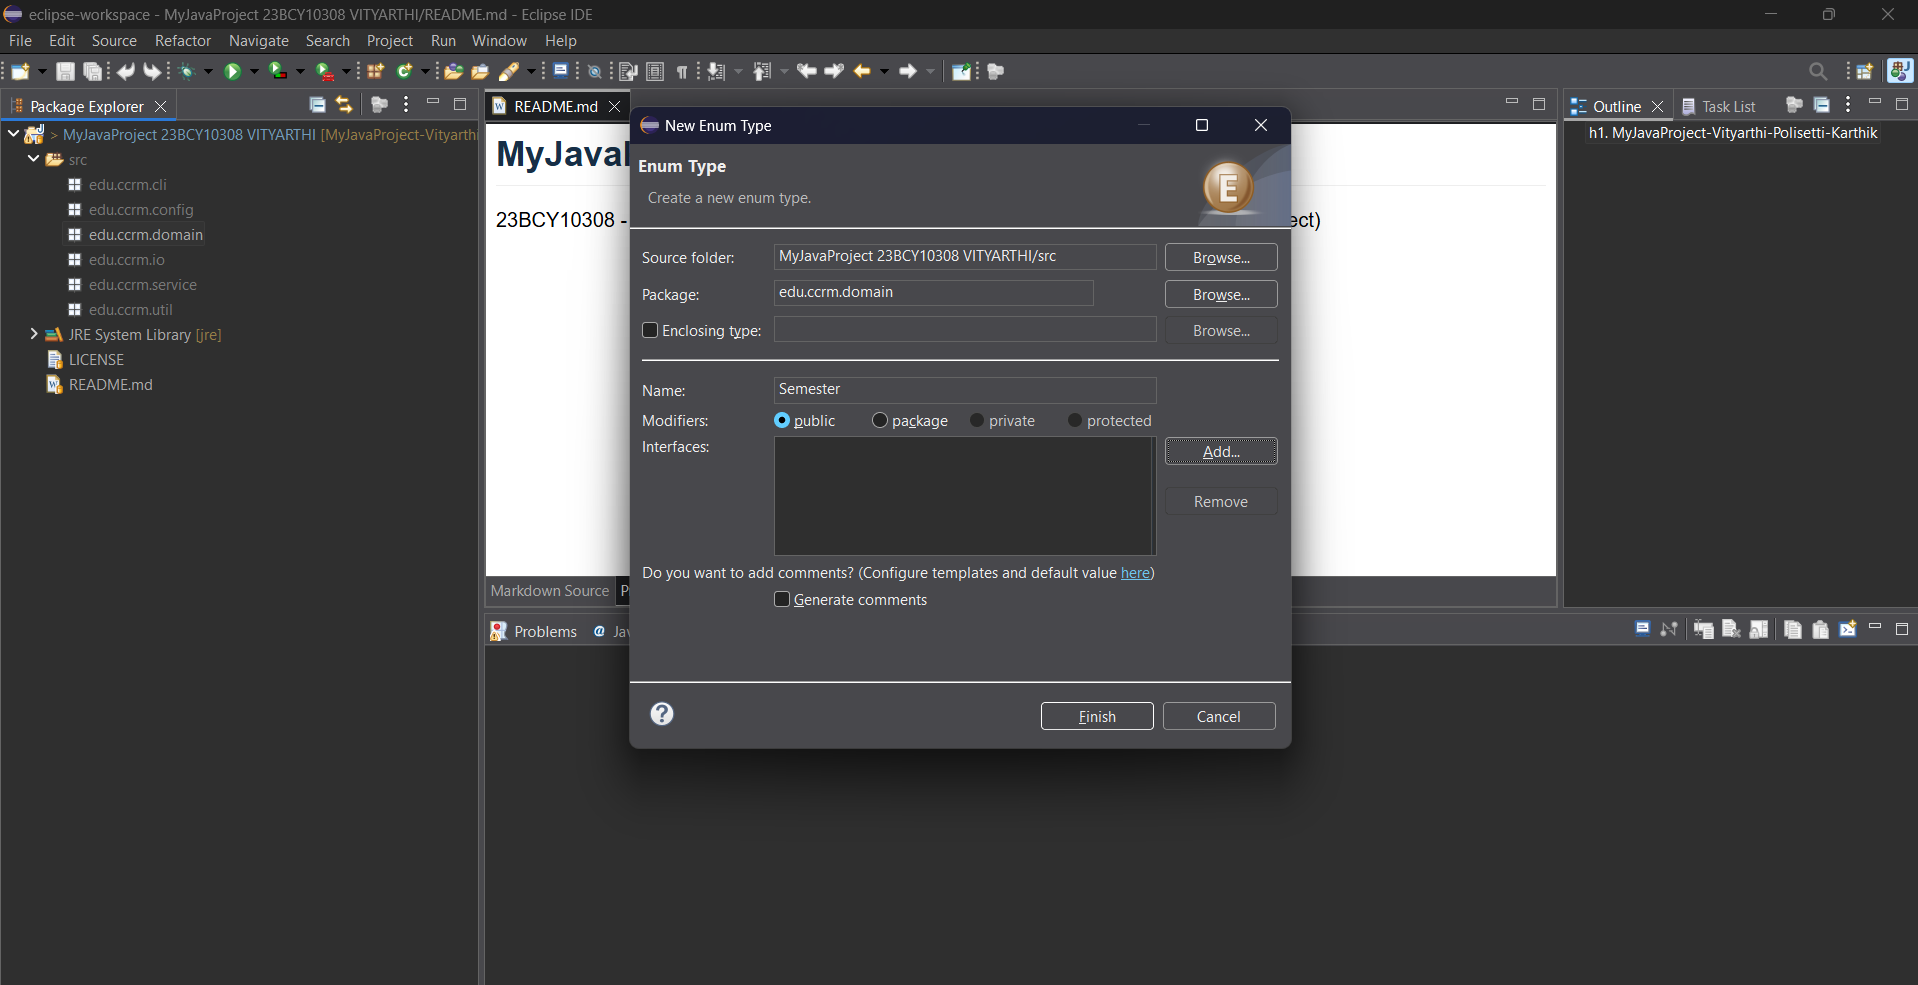 eclipse-workspace - MyJavaProject 23BCY10308 VITYARTHI/README.md - Eclipse IDE
File Edit Source Refactor Navigate Search Project Run Window Help
Package Explorer
> MyJavaProject 23BCY10308 VITYARTHI [MyJavaProject-Vityarthi
src
edu.ccrm.cli
edu.ccrm.config
edu.ccrm.domain
edu.ccrm.io
edu.ccrm.service
edu.ccrm.util
JRE System Library [jre]
LICENSE
README.md
README.md
MyJava
23BCY10308 -
ect)
Markdown Source
New Enum Type
Enum Type
Create a new enum type.
E
Source folder: MyJavaProject 23BCY10308 VITYARTHI/src Browse...
Package: edu.ccrm.domain Browse...
Enclosing type: Browse...
Name: Semester
Modifiers: public package private protected
Interfaces: Add...
Remove
Do you want to add comments? (Configure templates and default value here)
Generate comments
? Finish Cancel
Outline Task List
h1. MyJavaProject-Vityarthi-Polisetti-Karthik
Problems @ Jav